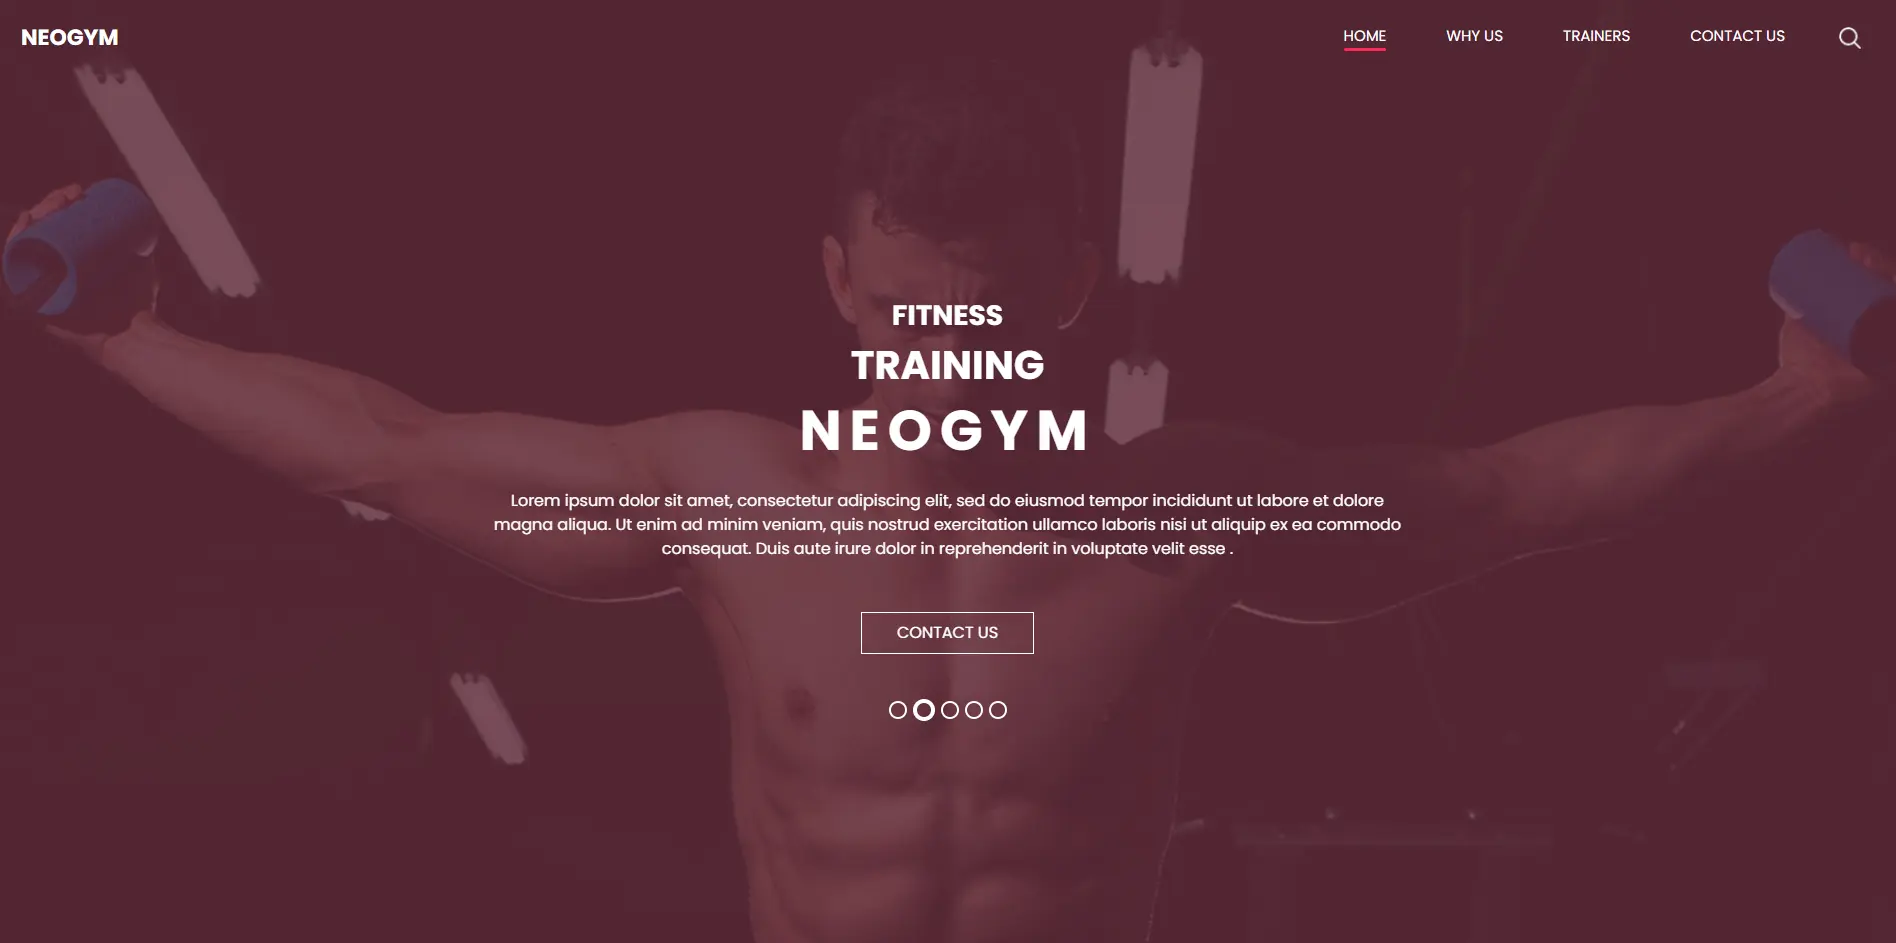 NEOGYM
HOME WHY US TRAINERS CONTACT US
FITNESS
TRAINING
NEOGYM
Lorem ipsum dolor sit amet, consectetur adipiscing elit, sed do eiusmod tempor incididunt ut labore et dolore
magna aliqua. Ut enim ad minim veniam, quis nostrud exercitation ullamco laboris nisi ut aliquip ex ea commodo
consequat. Duis aute irure dolor in reprehenderit in voluptate velit esse .
CONTACT US